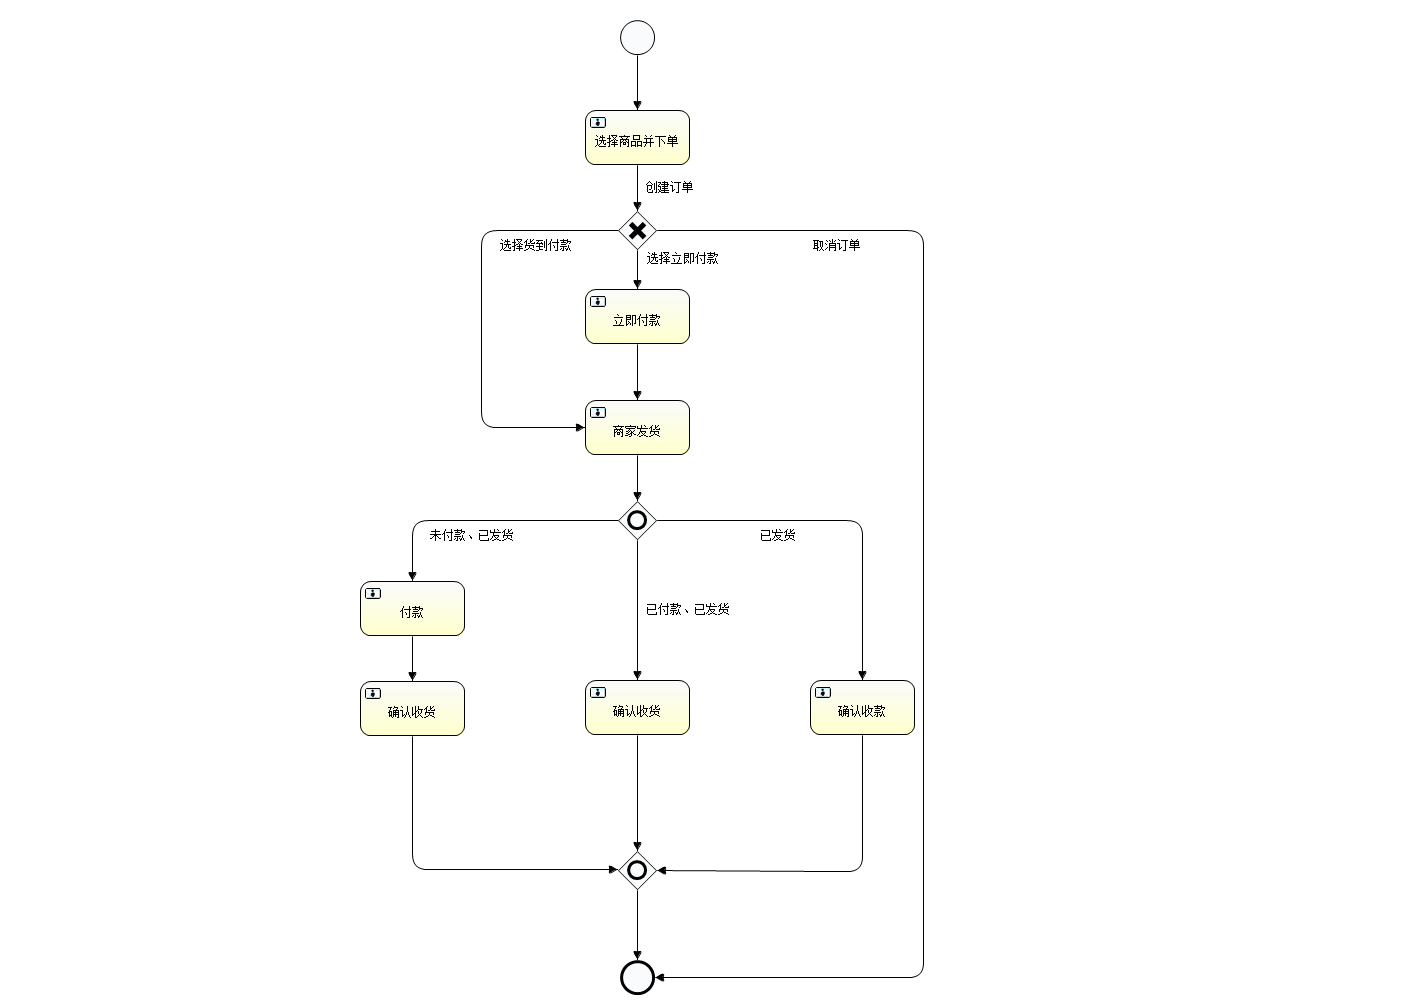 选择商品并下单
创建订单
选择货到付款
取消订单
选择立即付款
立即付款
商家发货
未付款、已发货
已发货
已付款、已发货
付款
确认收货
确认收货
确认收款